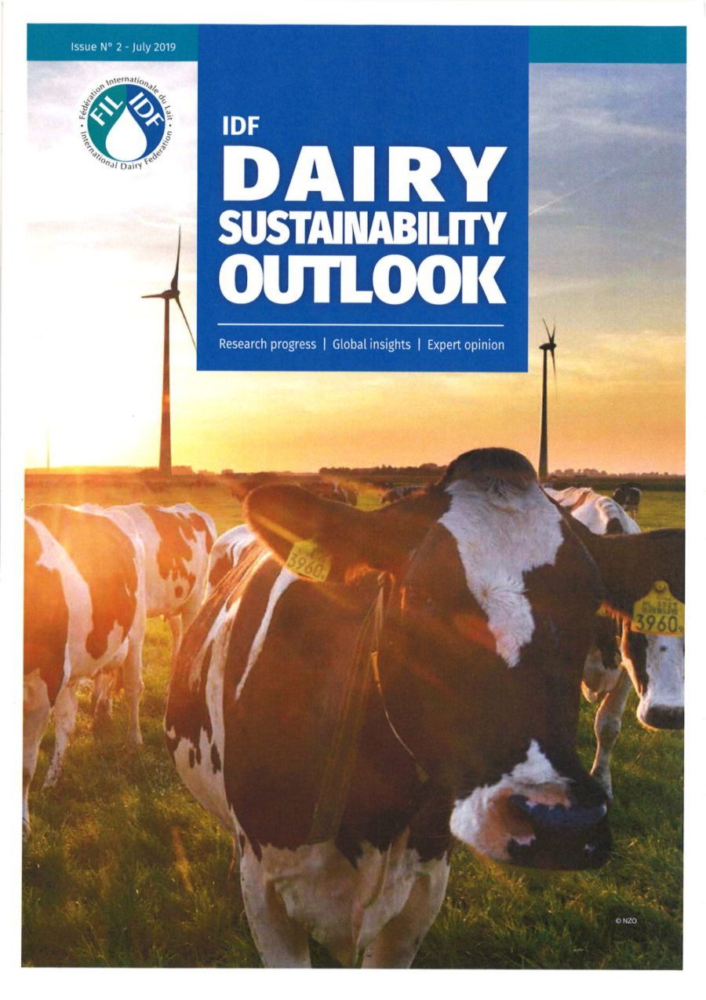 Issue N° 2 - July 2019
Fédération Internationale du Lait
FIL IDF
International Dairy Federation
IDF
DAIRY
SUSTAINABILITY
OUTLOOK
Research progress | Global insights | Expert opinion
3960
3960
© NZO